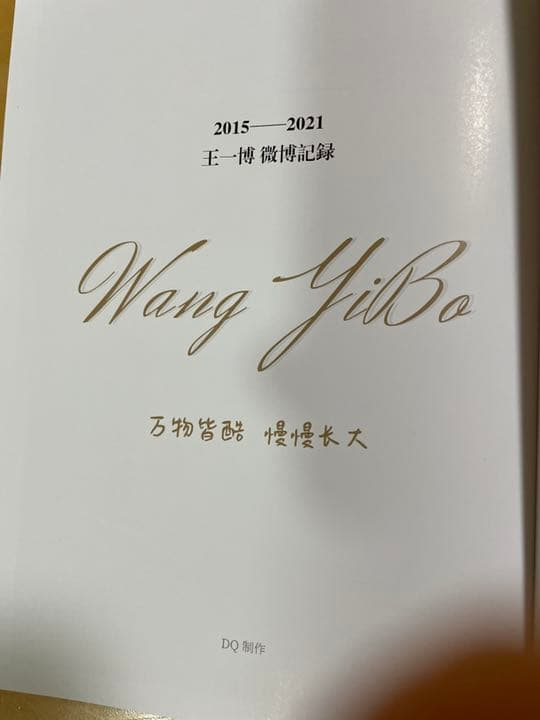 2015——2021
王一博 微博記録
Wang YiBo
万物皆酷 慢慢长大
DQ 制作